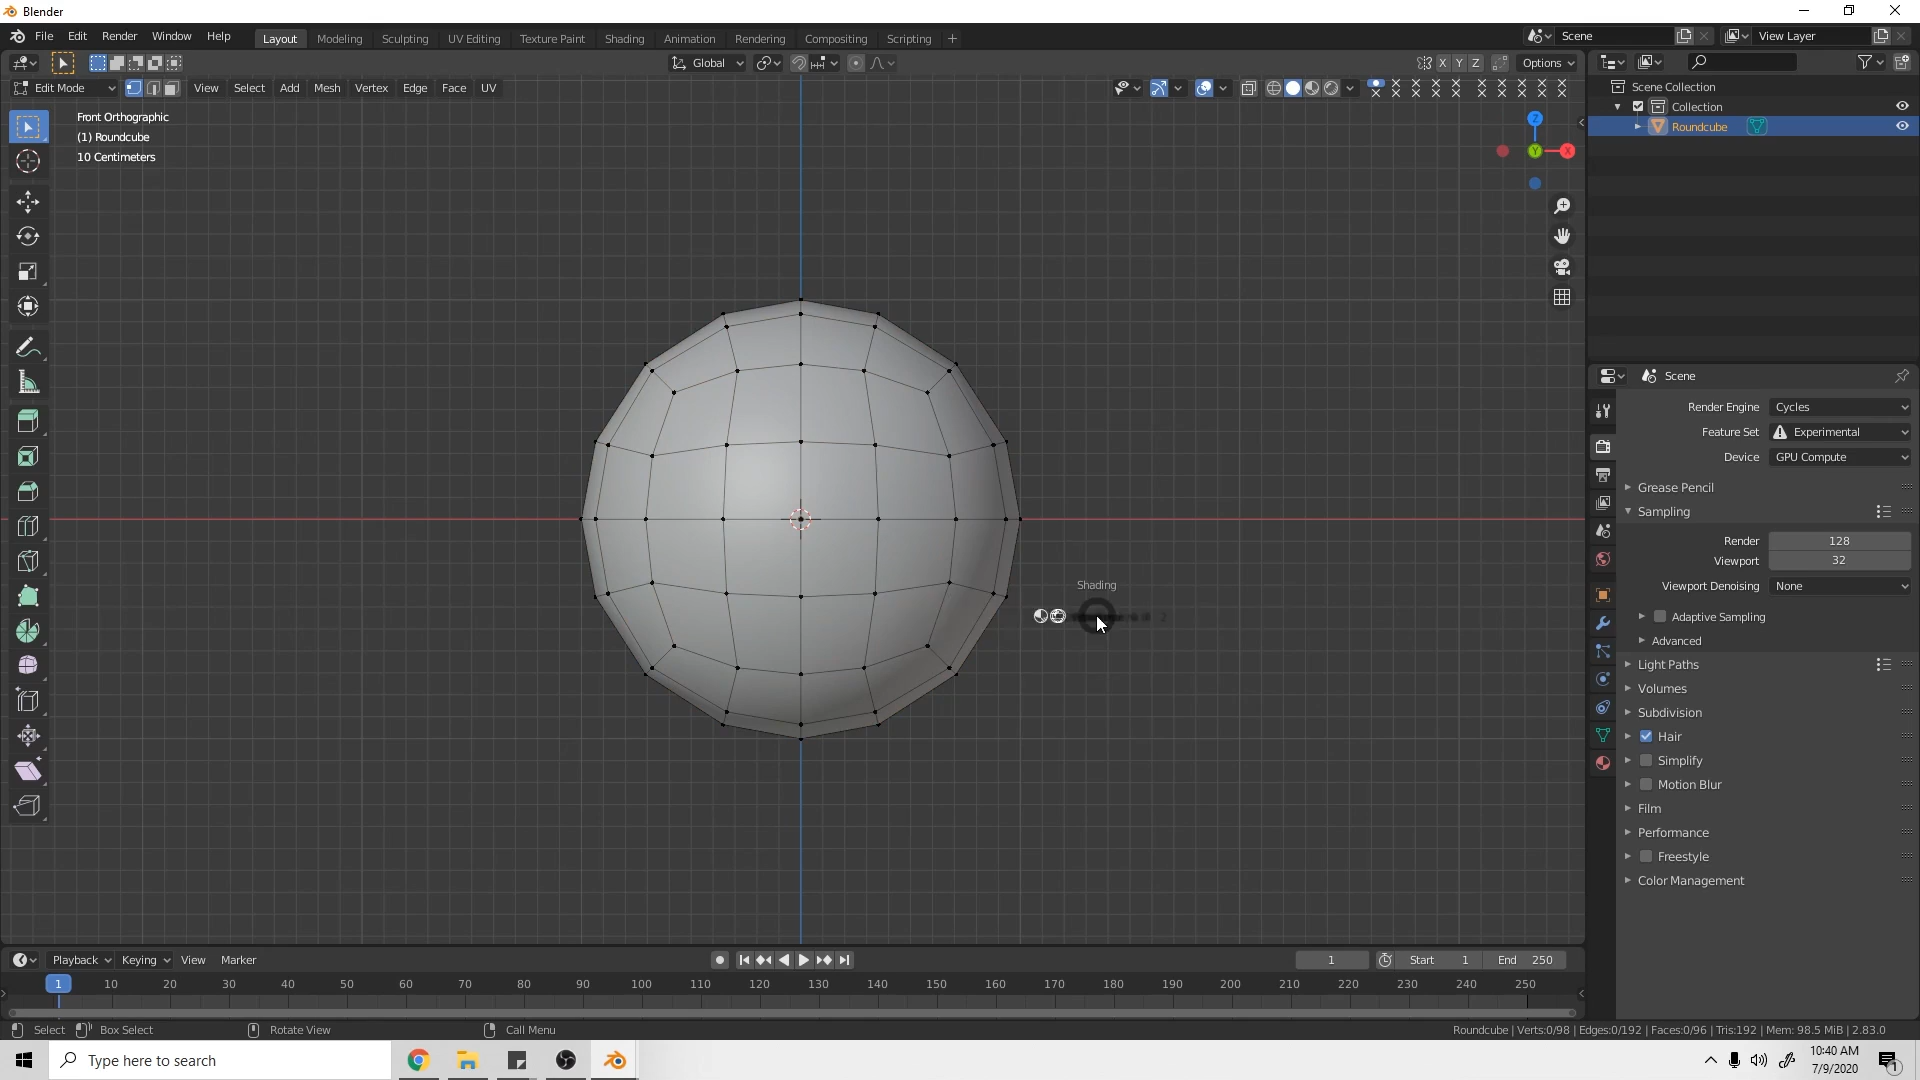 Blender
File Edit Render Window Help
Layout Modeling Sculpting UV Editing Texture Paint Shading Animation Rendering Compositing Scripting +
Scene
View Layer
Global
X Y Z
Options
Edit Mode
View Select Add Mesh Vertex Edge Face UV
Front Orthographic
(1) Roundcube
10 Centimeters
Z
Y
X
Shading
2
Scene Collection
Collection
Roundcube
Scene
Render Engine Cycles
Feature Set Experimental
Device GPU Compute
Grease Pencil
Sampling
Render 128
Viewport 32
Viewport Denoising None
Adaptive Sampling
Advanced
Light Paths
Volumes
Subdivision
Hair
Simplify
Motion Blur
Film
Performance
Freestyle
Color Management
Playback Keying View Marker
1 Start 1 End 250
1 10 20 30 40 50 60 70 80 90 100 110 120 130 140 150 160 170 180 190 200 210 220 230 240 250
Select Box Select Rotate View Call Menu
Roundcube | Verts:0/98 | Edges:0/192 | Faces:0/96 | Tris:192 | Mem: 98.5 MiB | 2.83.0
Type here to search
10:40 AM
7/9/2020
1